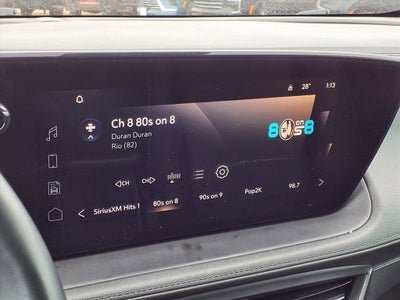 28° 1:13
Ch 8 80s on 8
Duran Duran
Rio (82)
8 on 8s
CH CH
SiriusXM Hits 1 80s on 8 90s on 9 Pop2K 98.7